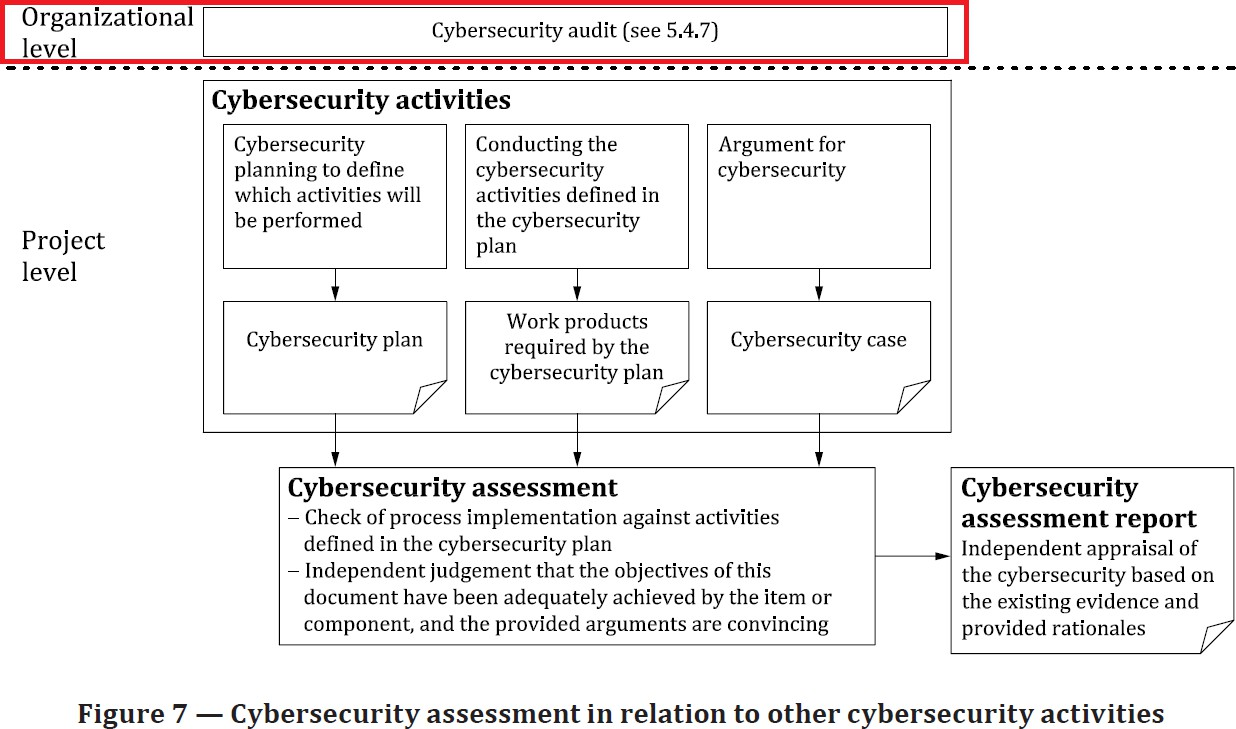 Organizational
level
Cybersecurity audit (see 5.4.7)
Cybersecurity activities
Cybersecurity
planning to define
which activities will
be performed
Conducting the
cybersecurity
activities defined in
the cybersecurity
plan
Argument for
cybersecurity
Project
level
Cybersecurity plan
Work products
required by the
cybersecurity plan
Cybersecurity case
Cybersecurity assessment
– Check of process implementation against activities
defined in the cybersecurity plan
– Independent judgement that the objectives of this
document have been adequately achieved by the item or
component, and the provided arguments are convincing
Cybersecurity
assessment report
Independent appraisal of
the cybersecurity based on
the existing evidence and
provided rationales
Figure 7 — Cybersecurity assessment in relation to other cybersecurity activities